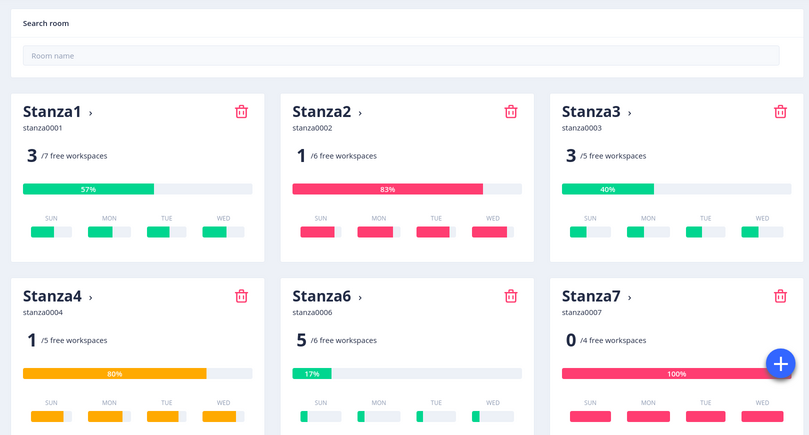 Search room
Room name
Stanza1 ›
stanza0001
3 /7 free workspaces
57%
SUN MON TUE WED
Stanza2 ›
stanza0002
1 /6 free workspaces
83%
SUN MON TUE WED
Stanza3 ›
stanza0003
3 /5 free workspaces
40%
SUN MON TUE WED
Stanza4 ›
stanza0004
1 /5 free workspaces
80%
SUN MON TUE WED
Stanza6 ›
stanza0006
5 /6 free workspaces
17%
SUN MON TUE WED
Stanza7 ›
stanza0007
0 /4 free workspaces
100%
SUN MON TUE WED